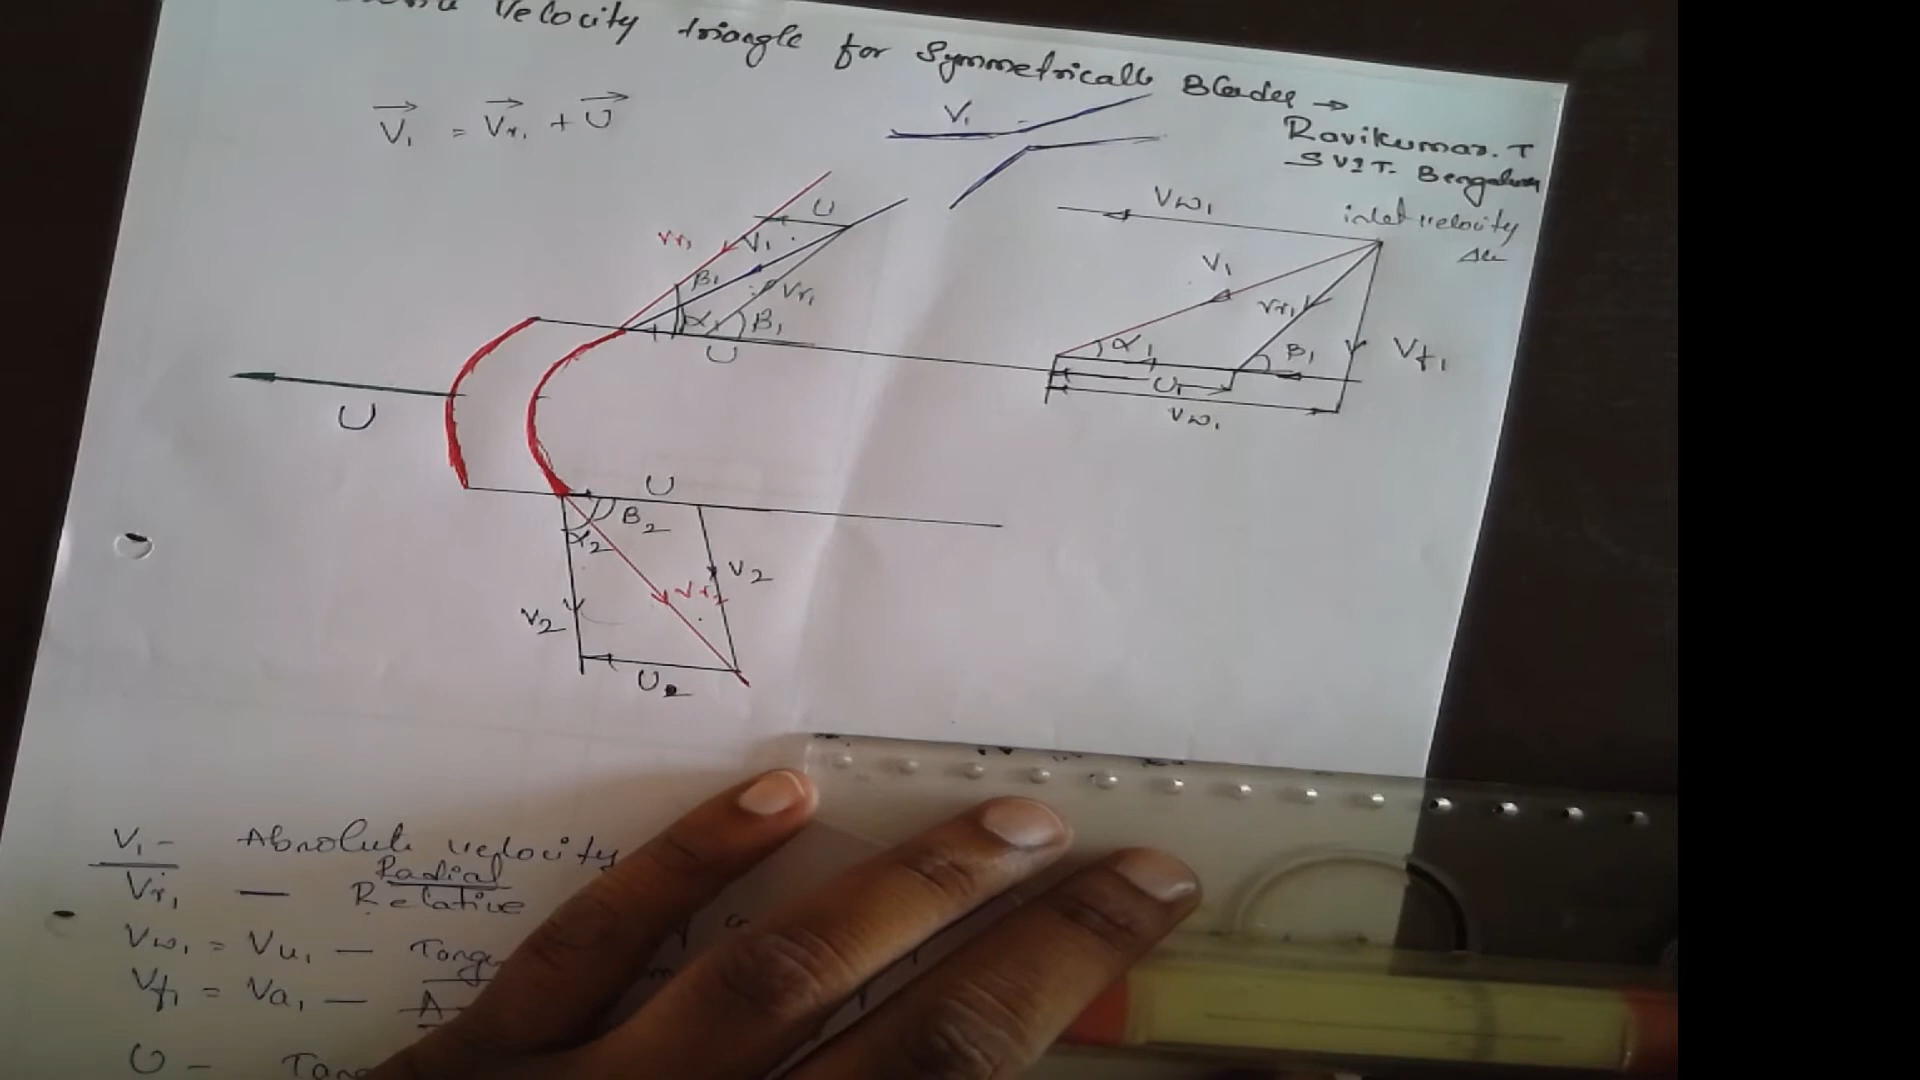 Velocity triangle for Symmetricall Blades →
V1 = Vr1 + U
Ravikumar. T
SVIT- Bengaluru
V1
Vw1
inlet velocity
U
Vr1
V1
β1
Vr1
α1
β1
U
V1
Vr1
Vf1
α1
β1
U1
Vw1
U
U
β2
α2
V2
Vr2
V2
U2
V1 - Absolute velocity
Radial
Vr1 — Relative
Vw1 = Vu1 —
Vf1 = Va1 — A
U -